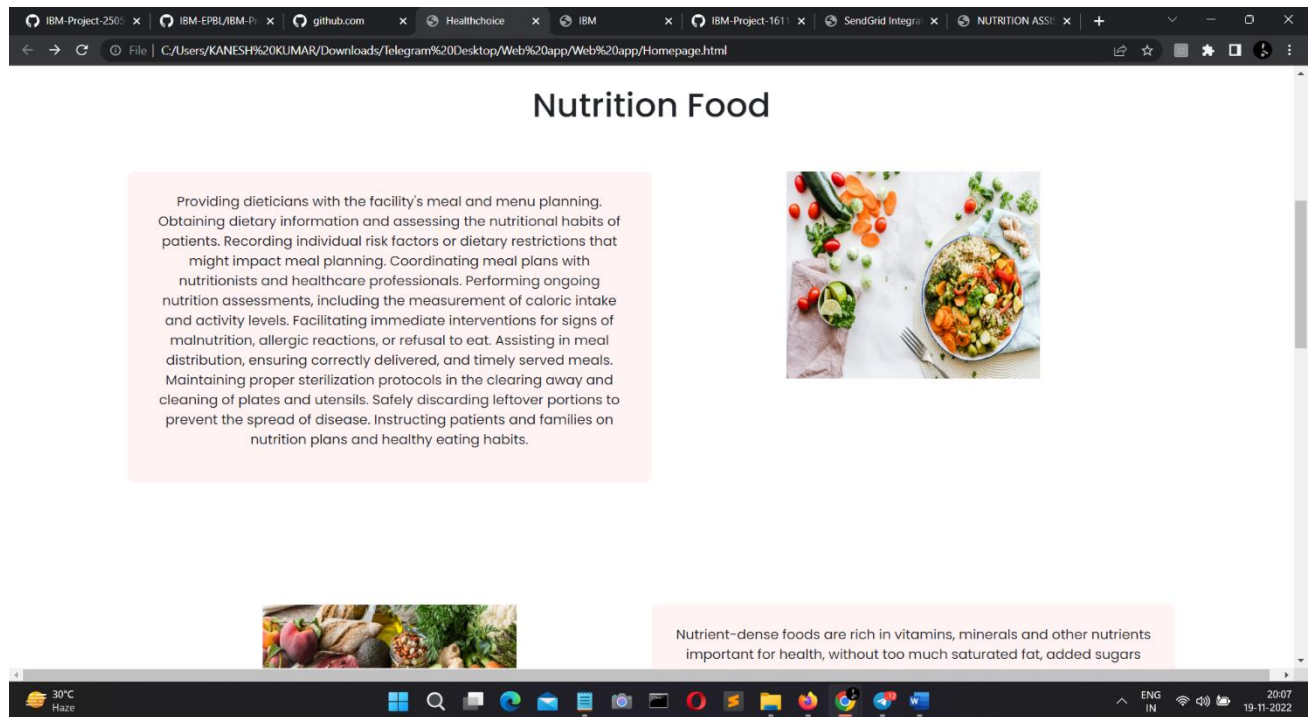 IBM-Project-2505
IBM-EPBL/IBM-Pr
github.com
Healthchoice
IBM
IBM-Project-1611
SendGrid Integrat
NUTRITION ASSIS
File | C:/Users/KANESH%20KUMAR/Downloads/Telegram%20Desktop/Web%20app/Web%20app/Homepage.html
Nutrition Food
Providing dieticians with the facility's meal and menu planning.
Obtaining dietary information and assessing the nutritional habits of
patients. Recording individual risk factors or dietary restrictions that
might impact meal planning. Coordinating meal plans with
nutritionists and healthcare professionals. Performing ongoing
nutrition assessments, including the measurement of caloric intake
and activity levels. Facilitating immediate interventions for signs of
malnutrition, allergic reactions, or refusal to eat. Assisting in meal
distribution, ensuring correctly delivered, and timely served meals.
Maintaining proper sterilization protocols in the clearing away and
cleaning of plates and utensils. Safely discarding leftover portions to
prevent the spread of disease. Instructing patients and families on
nutrition plans and healthy eating habits.
Nutrient-dense foods are rich in vitamins, minerals and other nutrients
important for health, without too much saturated fat, added sugars
30°C
Haze
ENG
IN
20:07
19-11-2022